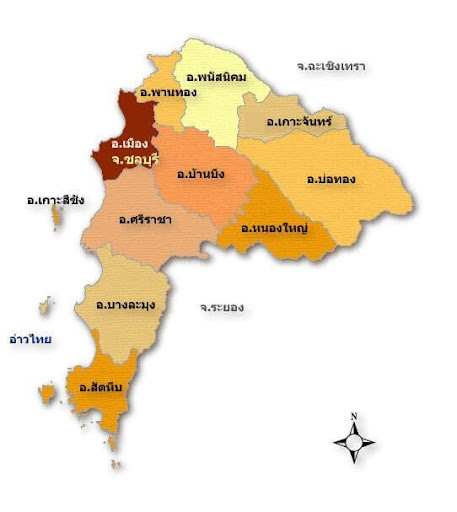 อ.พนัสนิคม
จ.ฉะเชิงเทรา
อ.พานทอง
อ.เกาะจันทร์
อ.เมือง
จ.ชลบุรี
อ.บ้านบึง
อ.บ่อทอง
อ.เกาะสีชัง
อ.ศรีราชา
อ.หนองใหญ่
อ.บางละมุง
จ.ระยอง
อ่าวไทย
อ.สัตหีบ
N